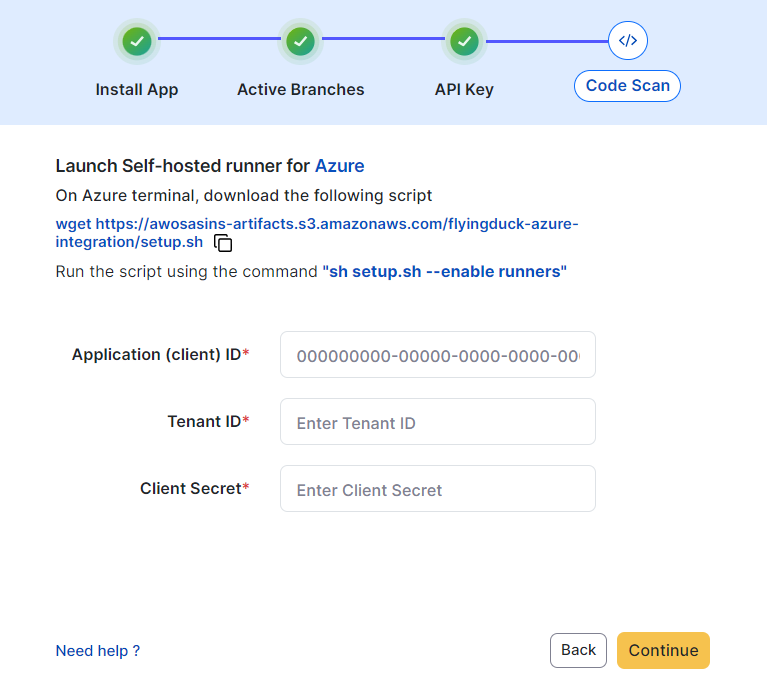 </>
Install App
Active Branches
API Key
Code Scan
Launch Self-hosted runner for Azure
On Azure terminal, download the following script
wget https://awosasins-artifacts.s3.amazonaws.com/flyingduck-azure-
integration/setup.sh
Run the script using the command "sh setup.sh --enable runners"
Application (client) ID*
000000000-00000-0000-0000-00
Tenant ID*
Enter Tenant ID
Client Secret*
Enter Client Secret
Need help ?
Back
Continue